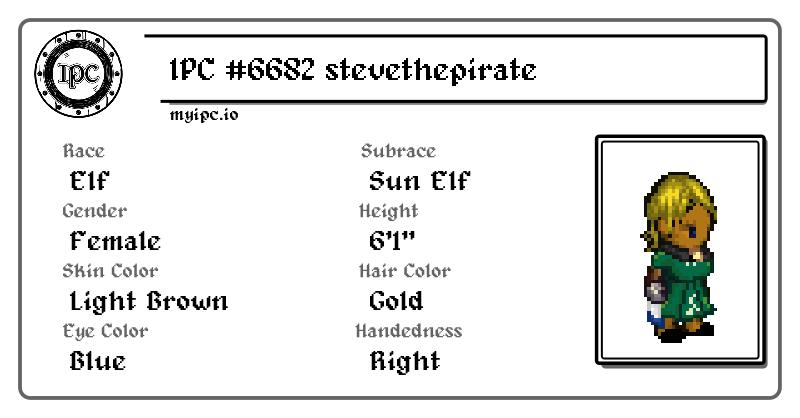 IPC
IPC #6682 stevethepirate
myipc.io
Race
Elf
Subrace
Sun Elf
Gender
Female
Height
6'1"
Skin Color
Light Brown
Hair Color
Gold
Eye Color
Blue
Handedness
Right